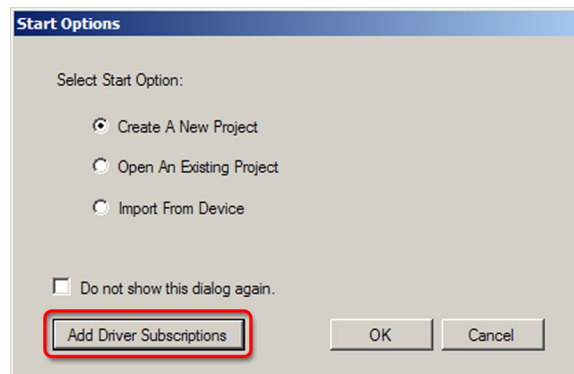 Start Options
Select Start Option:
Create A New Project
Open An Existing Project
Import From Device
Do not show this dialog again.
Add Driver Subscriptions
OK
Cancel